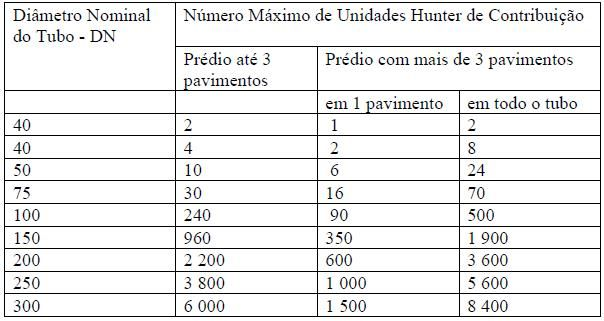 Diâmetro Nominal do Tubo - DN
Número Máximo de Unidades Hunter de Contribuição
Prédio até 3 pavimentos
Prédio com mais de 3 pavimentos
em 1 pavimento em todo o tubo
40 2 1 2
40 4 2 8
50 10 6 24
75 30 16 70
100 240 90 500
150 960 350 1 900
200 2 200 600 3 600
250 3 800 1 000 5 600
300 6 000 1 500 8 400